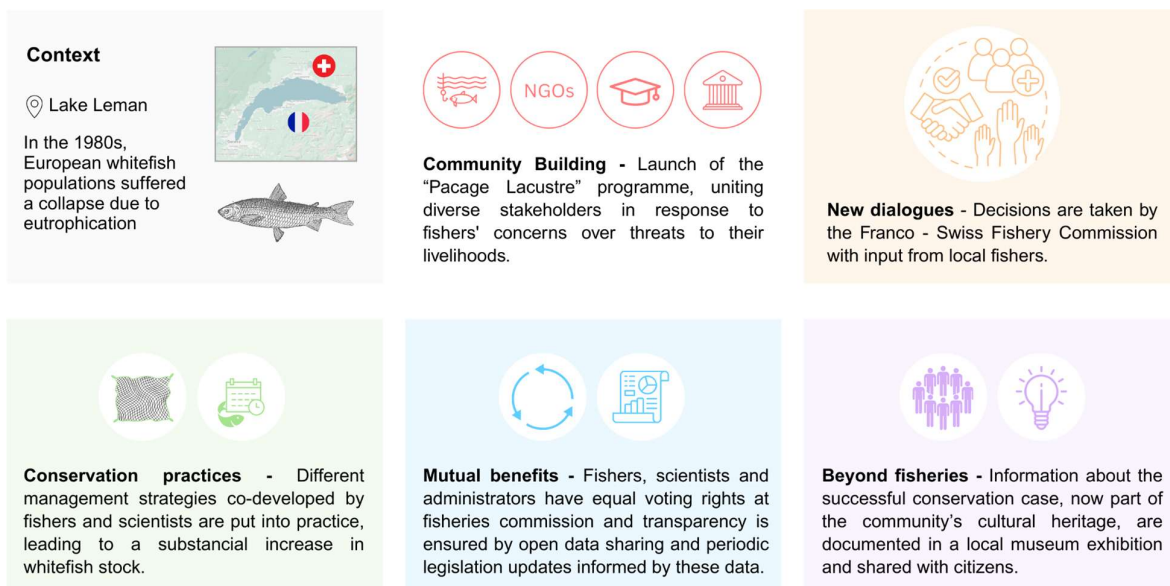 Context
Lake Leman
In the 1980s,
European whitefish
populations suffered
a collapse due to
eutrophication
NGOs
Community Building - Launch of the
“Pacage Lacustre” programme, uniting
diverse stakeholders in response to
fishers' concerns over threats to their
livelihoods.
New dialogues - Decisions are taken by
the Franco - Swiss Fishery Commission
with input from local fishers.
Conservation practices - Different
management strategies co-developed by
fishers and scientists are put into practice,
leading to a substancial increase in
whitefish stock.
Mutual benefits - Fishers, scientists and
administrators have equal voting rights at
fisheries commission and transparency is
ensured by open data sharing and periodic
legislation updates informed by these data.
Beyond fisheries - Information about the
successful conservation case, now part of
the community’s cultural heritage, are
documented in a local museum exhibition
and shared with citizens.